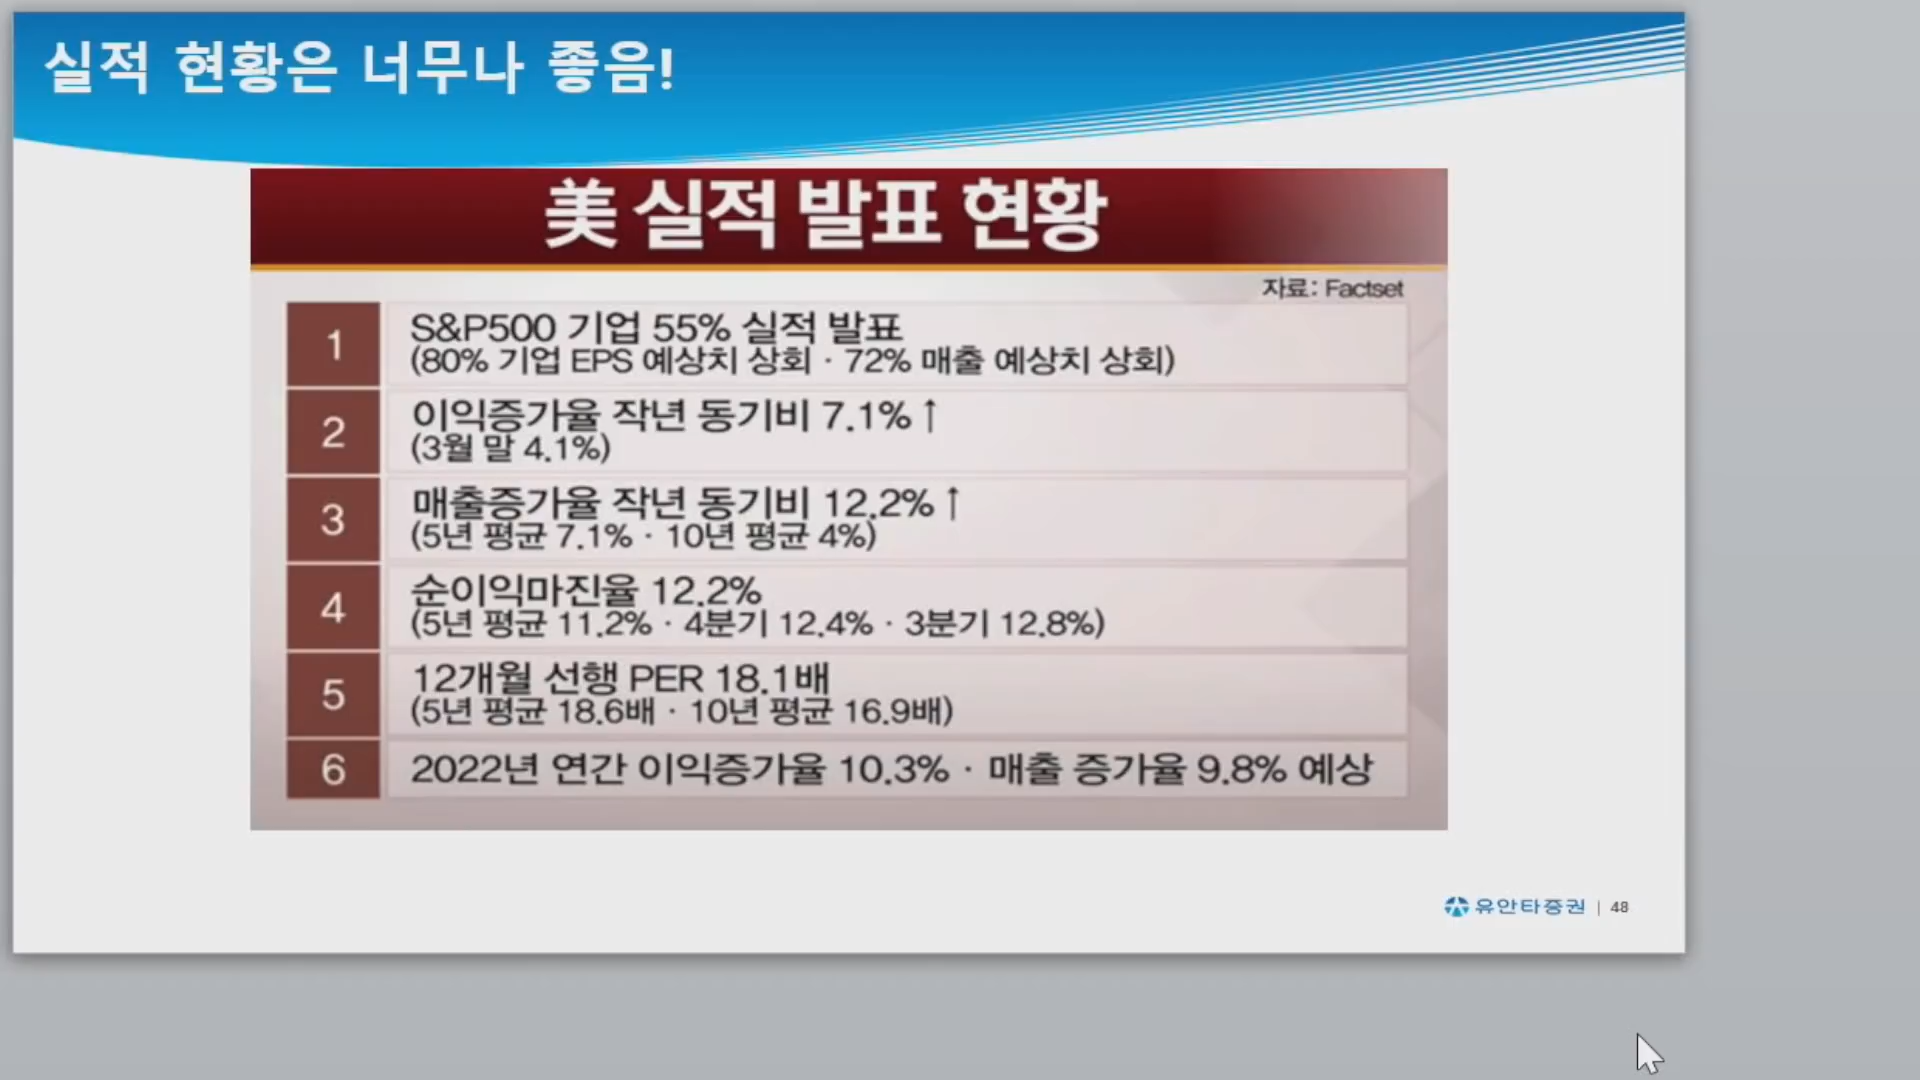 실적 현황은 너무나 좋음!
美 실적 발표 현황
자료: Factset
1
S&P500 기업 55% 실적 발표
(80% 기업 EPS 예상치 상회 · 72% 매출 예상치 상회)
2
이익증가율 작년 동기비 7.1%↑
(3월 말 4.1%)
3
매출증가율 작년 동기비 12.2%↑
(5년 평균 7.1% · 10년 평균 4%)
4
순이익마진율 12.2%
(5년 평균 11.2% · 4분기 12.4% · 3분기 12.8%)
5
12개월 선행 PER 18.1배
(5년 평균 18.6배 · 10년 평균 16.9배)
6
2022년 연간 이익증가율 10.3% · 매출 증가율 9.8% 예상
유안타증권 | 48